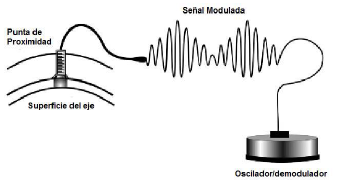 Señal Modulada
Punta de
Proximidad
Superficie del eje
Oscilador/demodulador